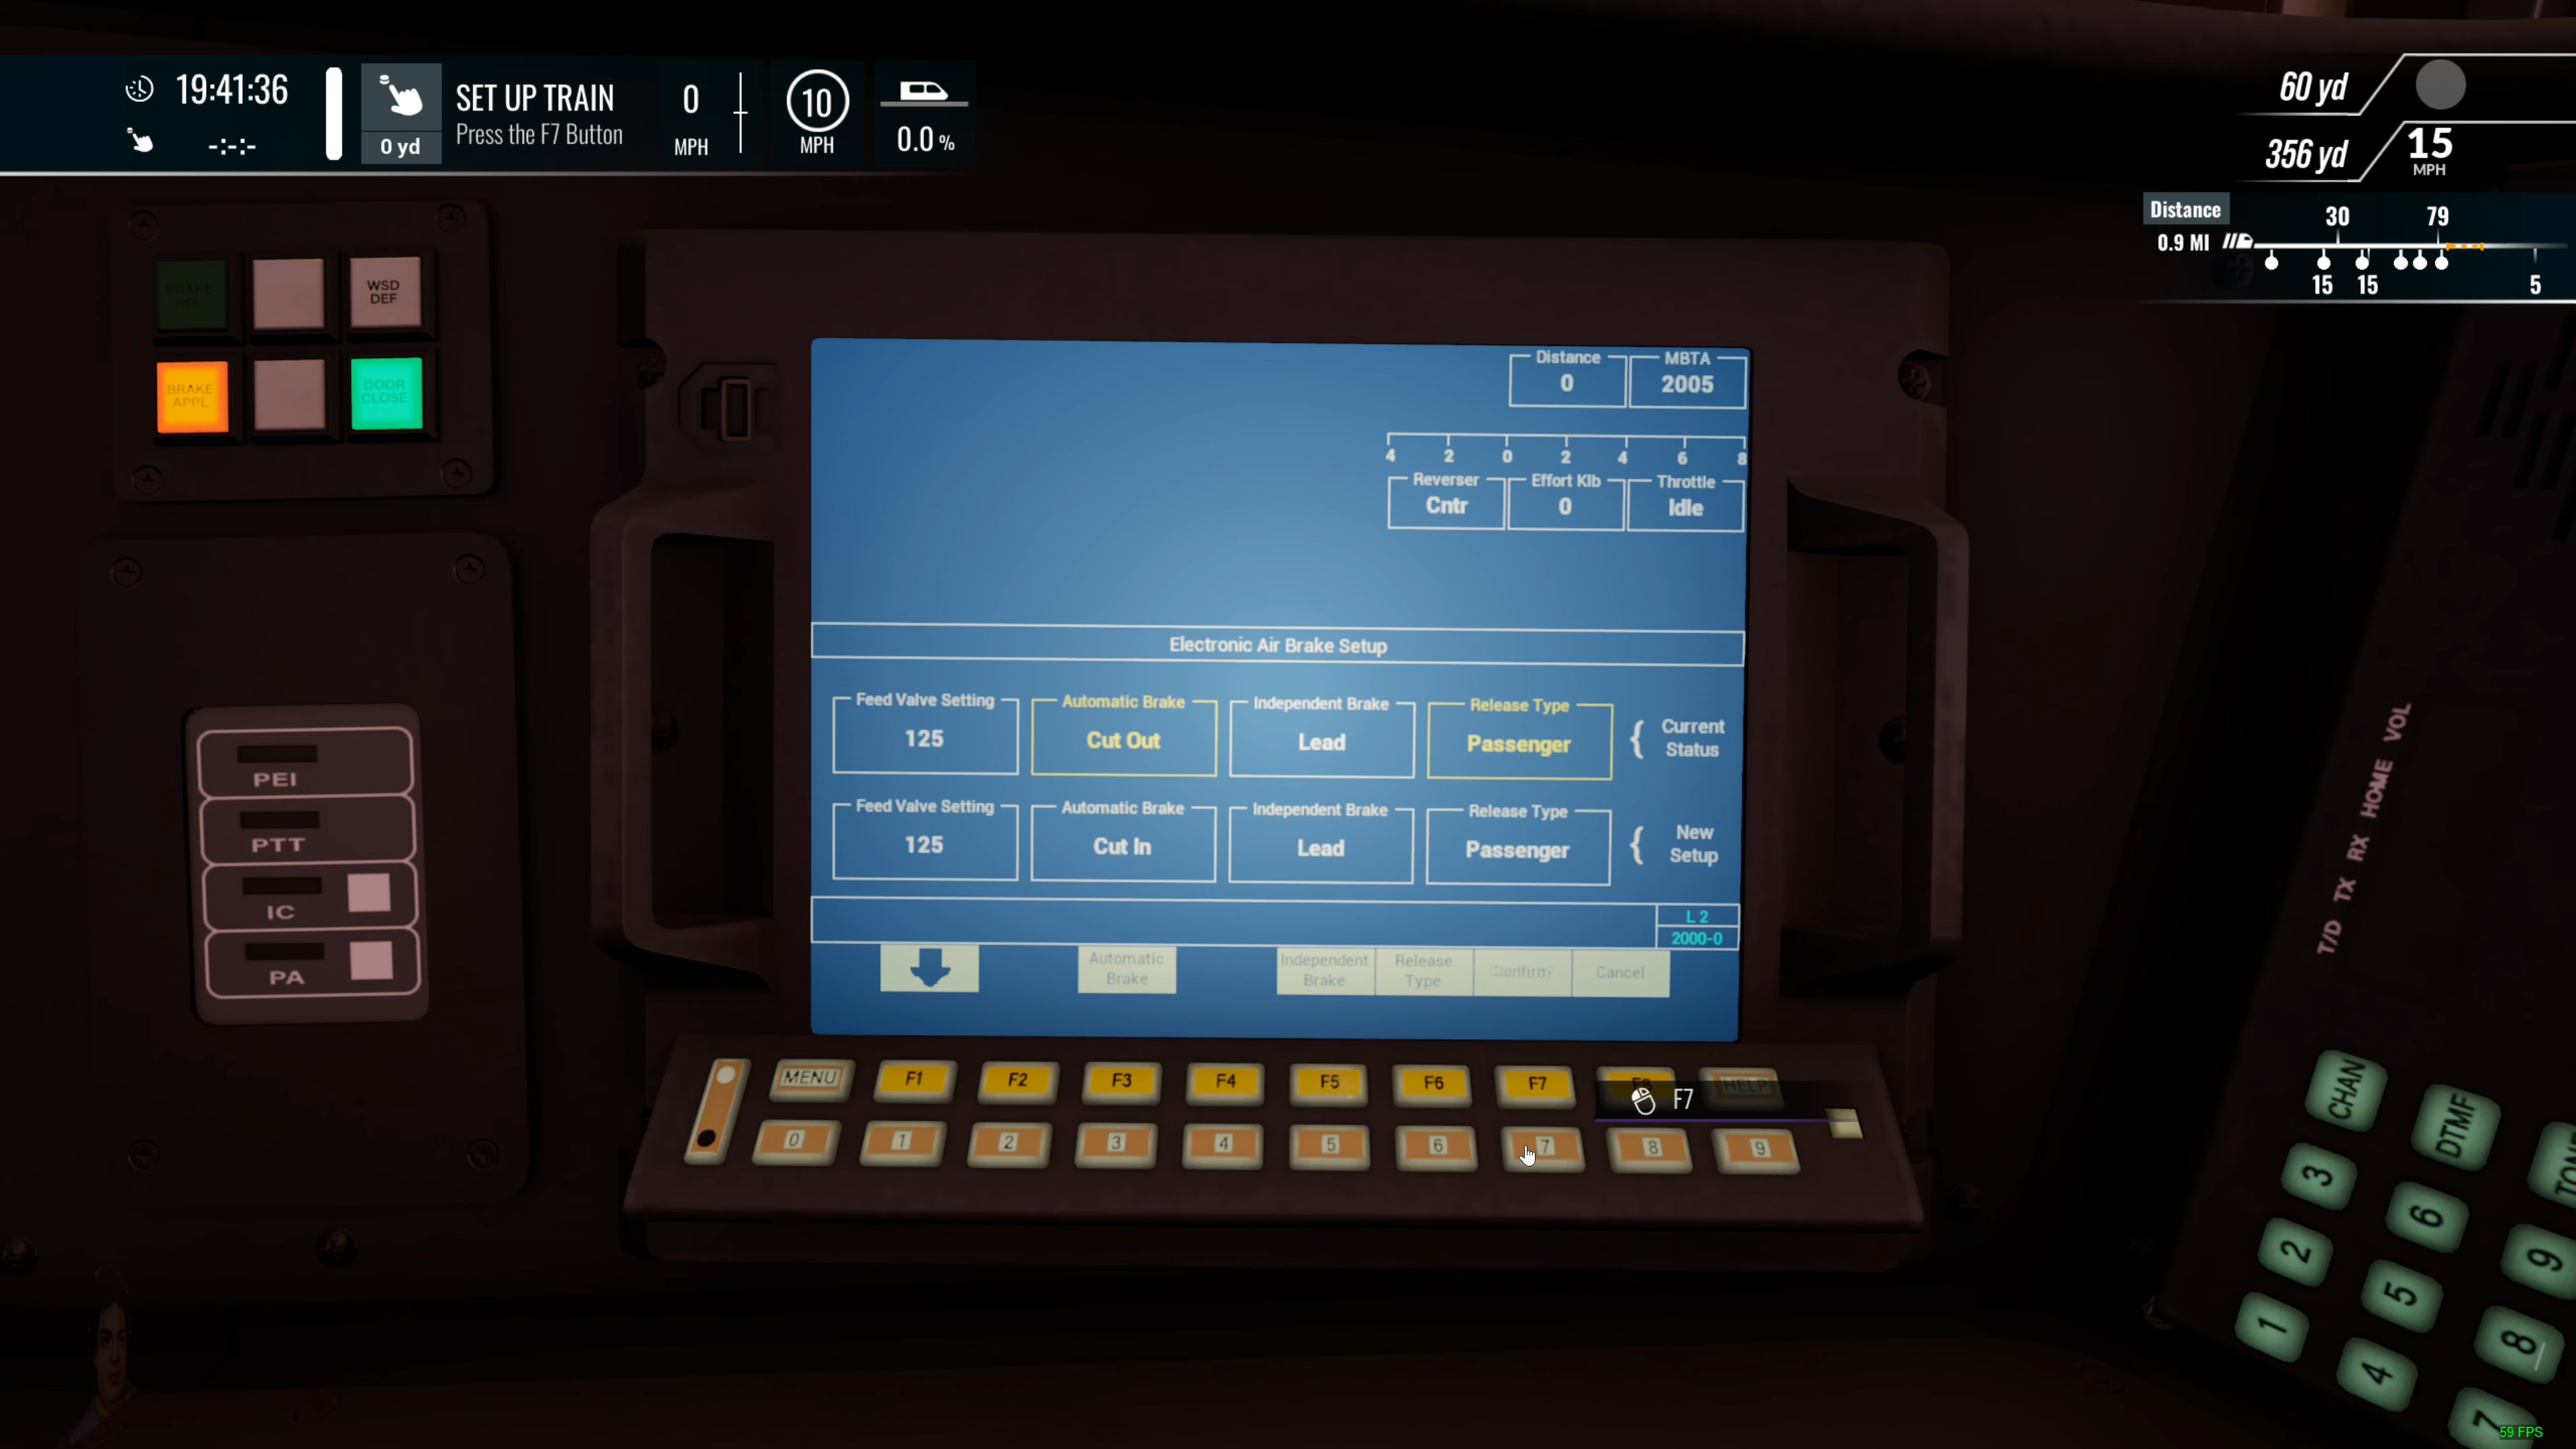 19:41:36
-:-:-
0 yd
SET UP TRAIN
Press the F7 Button
0
MPH
10
MPH
0.0 %
60 yd
356 yd
15
MPH
Distance
30
79
0.9 MI
15
15
5
BRAKE
REL
WSD
DEF
BRAKE
APPL
DOOR
CLOSE
PEI
PTT
IC
PA
Distance
0
MBTA
2005
4 2 0 2 4 6 8
Reverser
Cntr
Effort Klb
0
Throttle
Idle
Electronic Air Brake Setup
Feed Valve Setting
125
Automatic Brake
Cut Out
Independent Brake
Lead
Release Type
Passenger
{ Current
Status
Feed Valve Setting
125
Automatic Brake
Cut In
Independent Brake
Lead
Release Type
Passenger
{ New
Setup
L 2
2000-0
Automatic
Brake
Independent
Brake
Release
Type
Confirm?
Cancel
MENU F1 F2 F3 F4 F5 F6 F7 F8 HELP
F7
0 1 2 3 4 5 6 7 8 9
T/D TX RX HOME VOL
CHAN
DTMF
3
6
9
2
5
8
1
4
7
59 FPS